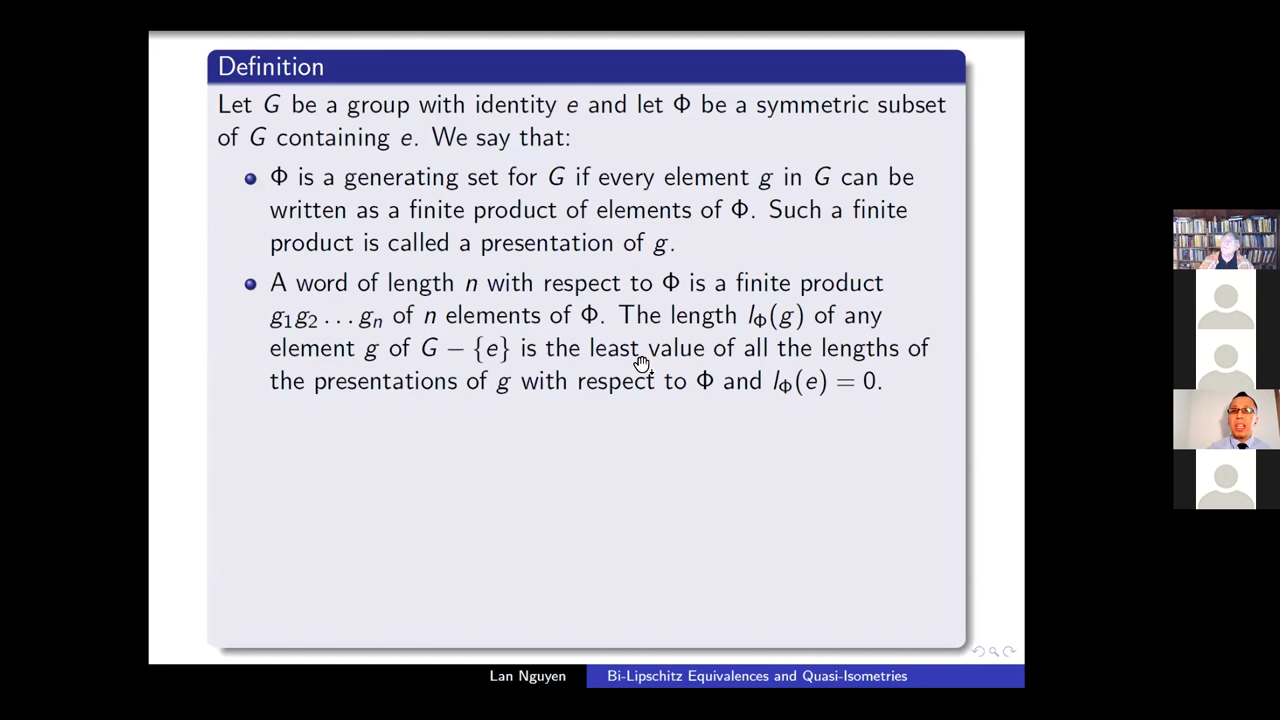 Definition
Let G be a group with identity e and let Φ be a symmetric subset
of G containing e. We say that:
Φ is a generating set for G if every element g in G can be
written as a finite product of elements of Φ. Such a finite
product is called a presentation of g.
A word of length n with respect to Φ is a finite product
g₁g₂ … gₙ of n elements of Φ. The length l_Φ(g) of any
element g of G − {e} is the least value of all the lengths of
the presentations of g with respect to Φ and l_Φ(e) = 0.
Lan Nguyen
Bi-Lipschitz Equivalences and Quasi-Isometries